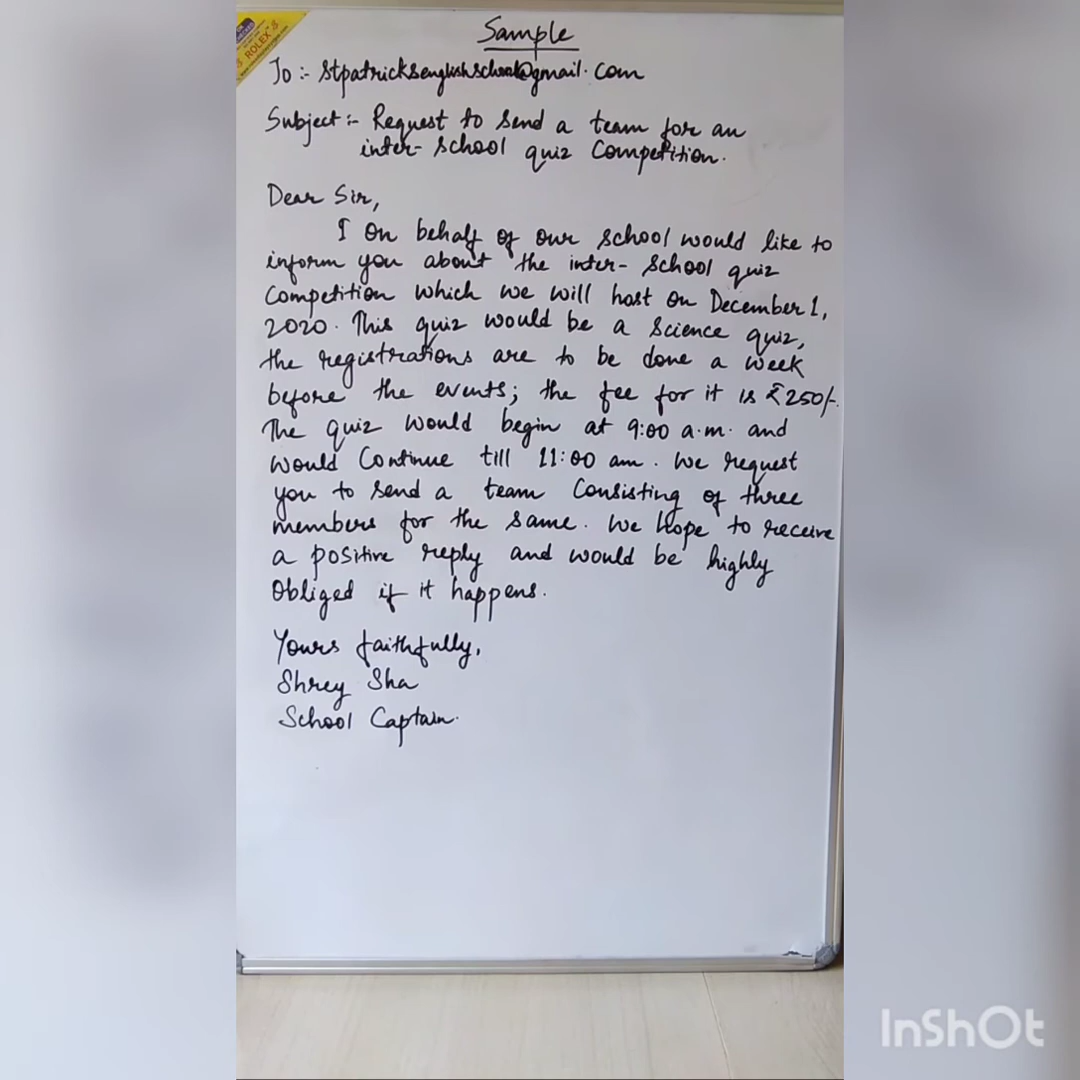 Sample
ROLEX
To :- stpatricksenglishschool@gmail.com
Subject :- Request to send a team for an
inter-school quiz Competition.
Dear Sir,
I on behalf of our school would like to
inform you about the inter-school quiz
Competition which we will host on December 1,
2020. This quiz would be a science quiz,
the registrations are to be done a week
before the events; the fee for it is ₹250/-.
The quiz would begin at 9:00 a.m. and
would Continue till 11:00 am. We request
you to send a team Consisting of three
members for the same. We hope to receive
a positive reply and would be highly
Obliged if it happens.
Yours faithfully,
Shrey Sha
School Captain.
InShOt